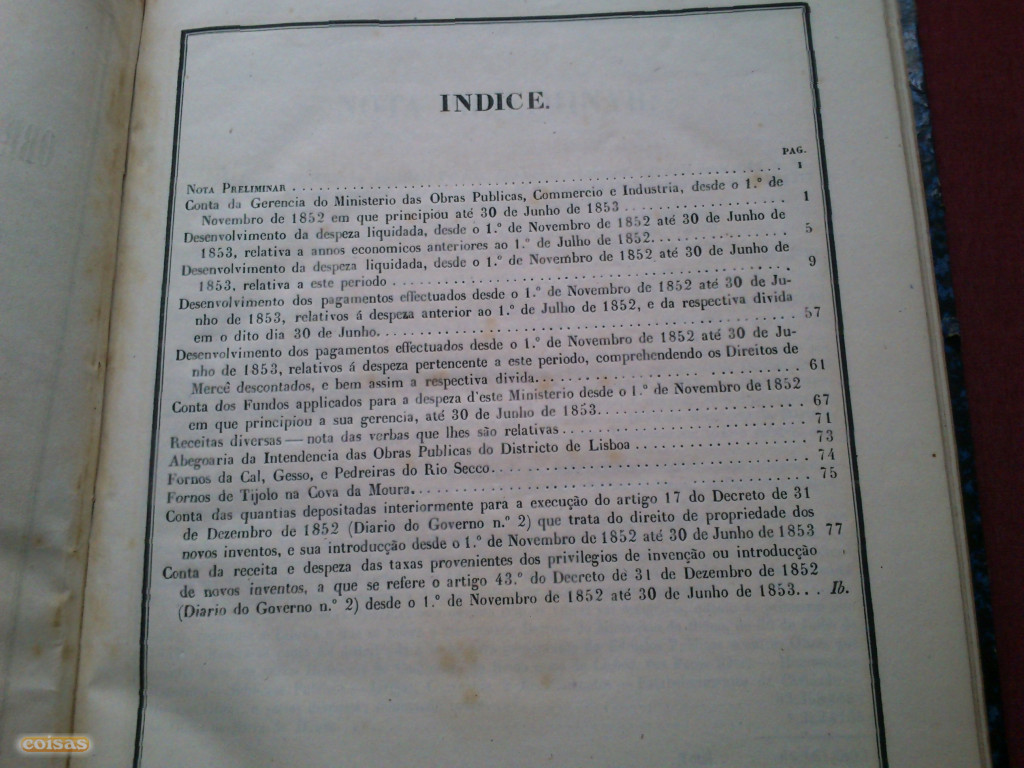 INDICE.
PAG.
NOTA PRELIMINAR . . . . . . . . . . . . . . . . . . . . . . . . . . . . . . . . . . . . . . . . 1
Conta da Gerencia do Ministerio das Obras Publicas, Commercio e Industria, desde o 1.º de
Novembro de 1852 em que principiou até 30 de Junho de 1853 . . . . . . . . . . . . . . . . 1
Desenvolvimento da despeza liquidada, desde o 1.º de Novembro de 1852 até 30 de Junho de
1853, relativa a annos economicos anteriores ao 1.º de Julho de 1852. . . . . . . . . . . . 5
Desenvolvimento da despeza liquidada, desde o 1.º de Novembro de 1852 até 30 de Junho de
1853, relativa a este periodo . . . . . . . . . . . . . . . . . . . . . . . . . . . . . . . . 9
Desenvolvimento dos pagamentos effectuados desde o 1.º de Novembro de 1852 até 30 de Ju-
nho de 1853, relativos á despeza anterior ao 1.º de Julho de 1852, e da respectiva divida
em o dito dia 30 de Junho. . . . . . . . . . . . . . . . . . . . . . . . . . . . . . . . . . 57
Desenvolvimento dos pagamentos effectuados desde o 1.º de Novembro de 1852 até 30 de Ju-
nho de 1853, relativos á despeza pertencente a este periodo, comprehendendo os Direitos de
Mercê descontados, e bem assim a respectiva divida. . . . . . . . . . . . . . . . . . . . . . 61
Conta dos Fundos applicados para a despeza d'este Ministerio desde o 1.º de Novembro de 1852
em que principiou a sua gerencia, até 30 de Junho de 1853. . . . . . . . . . . . . . . . . . 67
Receitas diversas — nota das verbas que lhes são relativas . . . . . . . . . . . . . . . . . . 71
Abegoaria da Intendencia das Obras Publicas do Districto de Lisboa . . . . . . . . . . . . . . 73
Fornos da Cal, Gesso, e Pedreiras do Rio Secco. . . . . . . . . . . . . . . . . . . . . . . . 74
Fornos de Tijolo na Cova da Moura. . . . . . . . . . . . . . . . . . . . . . . . . . . . . . 75
Conta das quantias depositadas interiormente para a execução do artigo 17 do Decreto de 31
de Dezembro de 1852 (Diario do Governo n.º 2) que trata do direito de propriedade dos
novos inventos, e sua introducção desde o 1.º de Novembro de 1852 até 30 de Junho de 1853 77
Conta da receita e despeza das taxas provenientes dos privilegios de invenção ou introducção
de novos inventos, a que se refere o artigo 43.º do Decreto de 31 de Dezembro de 1852
(Diario do Governo n.º 2) desde o 1.º de Novembro de 1852 até 30 de Junho de 1853. . . Ib.
coisas